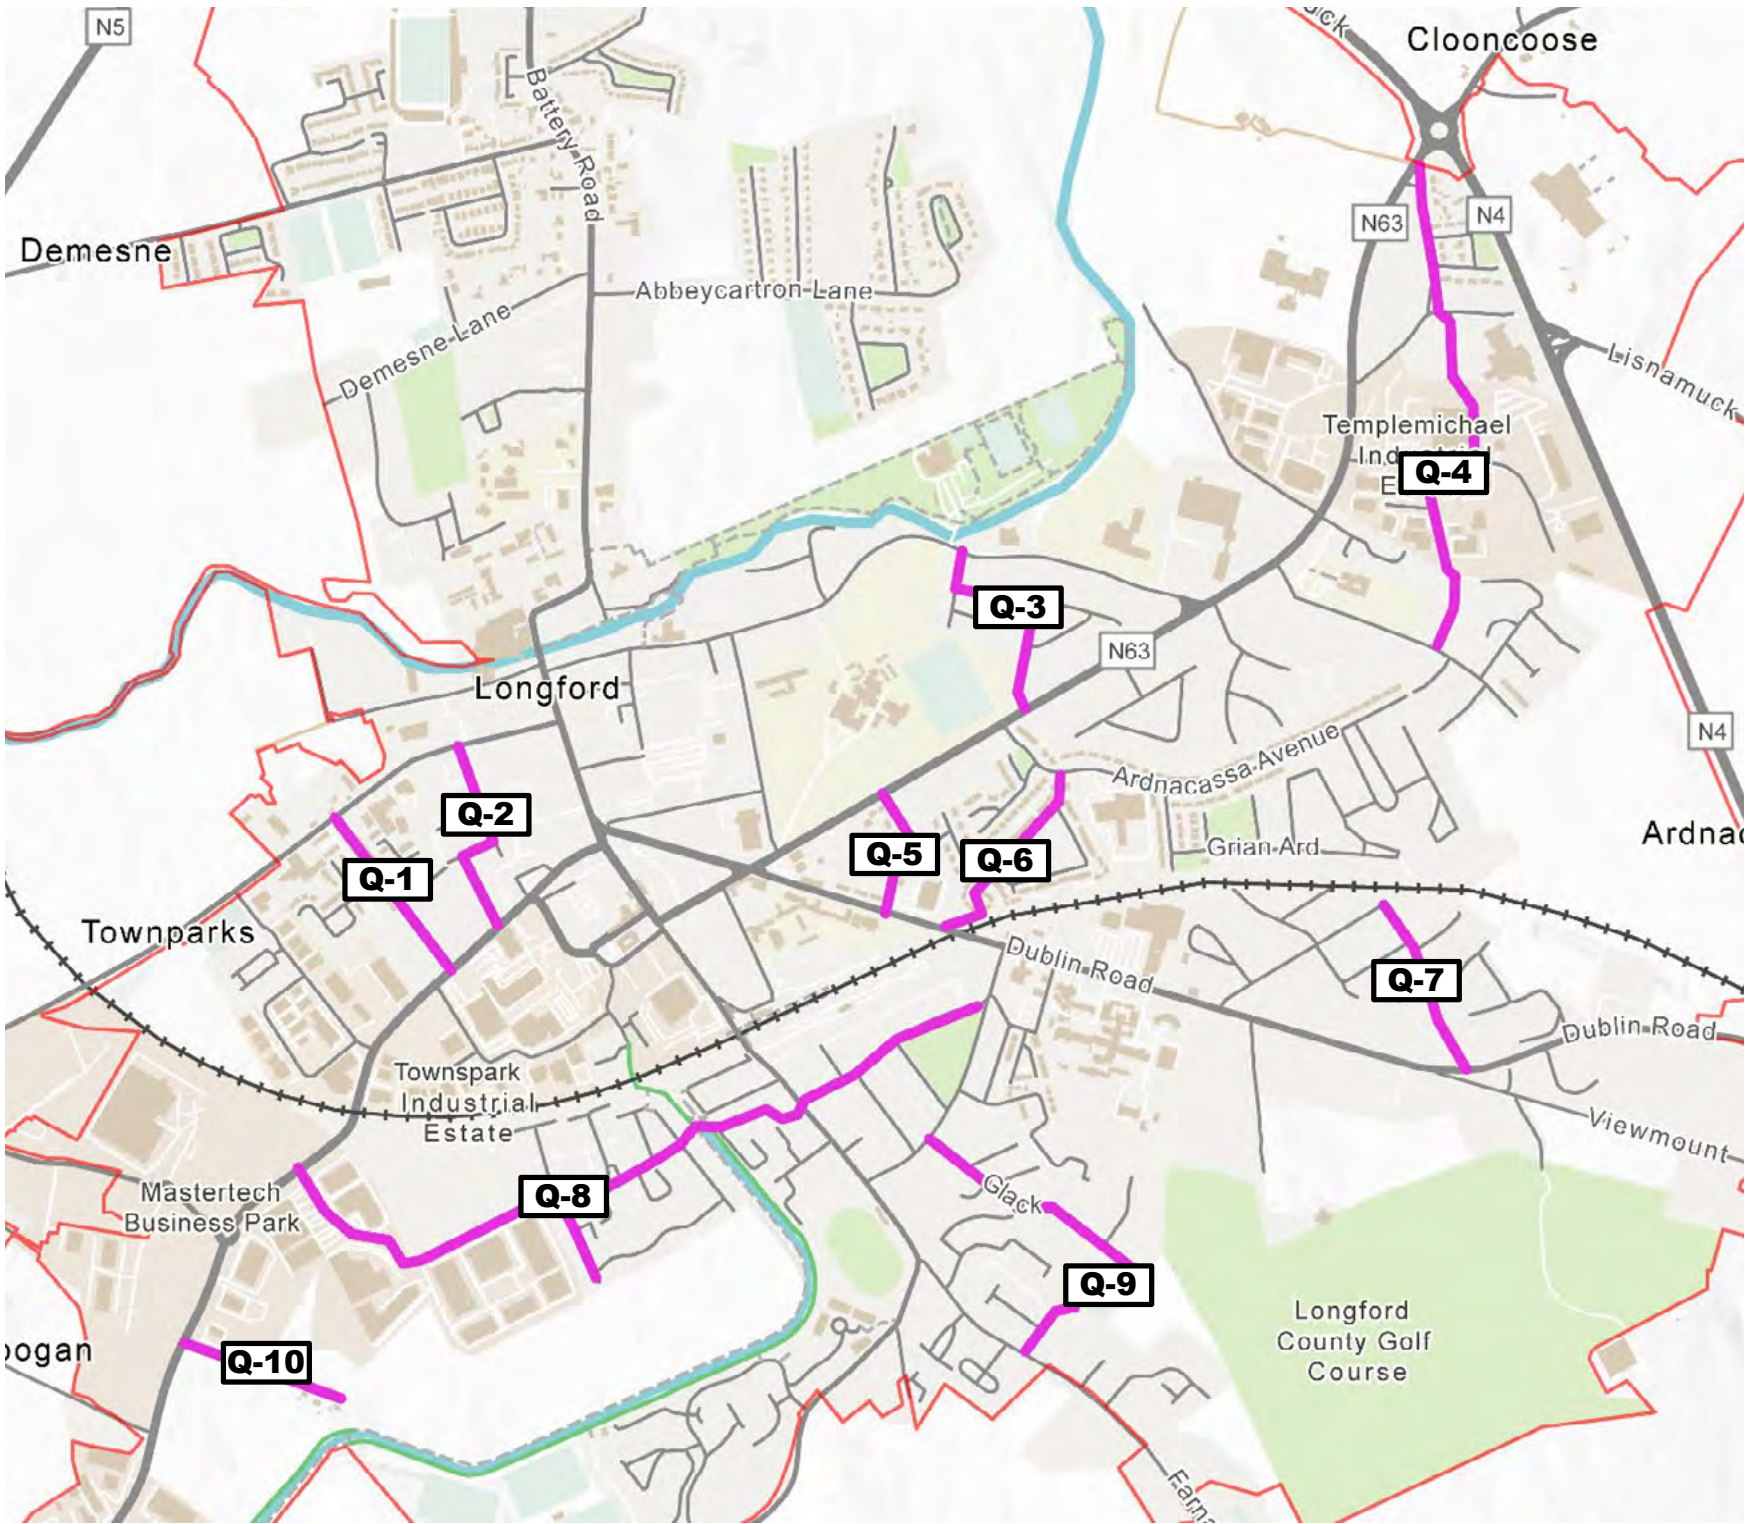 N5
Clooncoose
Battery Road
N63
N4
Demesne
Abbeycartron Lane
Demesne Lane
Lisnamuck
Templemichael
Q-4
Q-3
N63
Longford
N4
Ardnacassa Avenue
Q-2
Q-5
Q-6
Grian Ard
Q-1
Townparks
Dublin Road
Q-7
Dublin Road
Townspark
Industrial
Estate
Viewmount
Mastertech
Business Park
Q-8
Glack
Q-9
Longford
County Golf
Course
Q-10